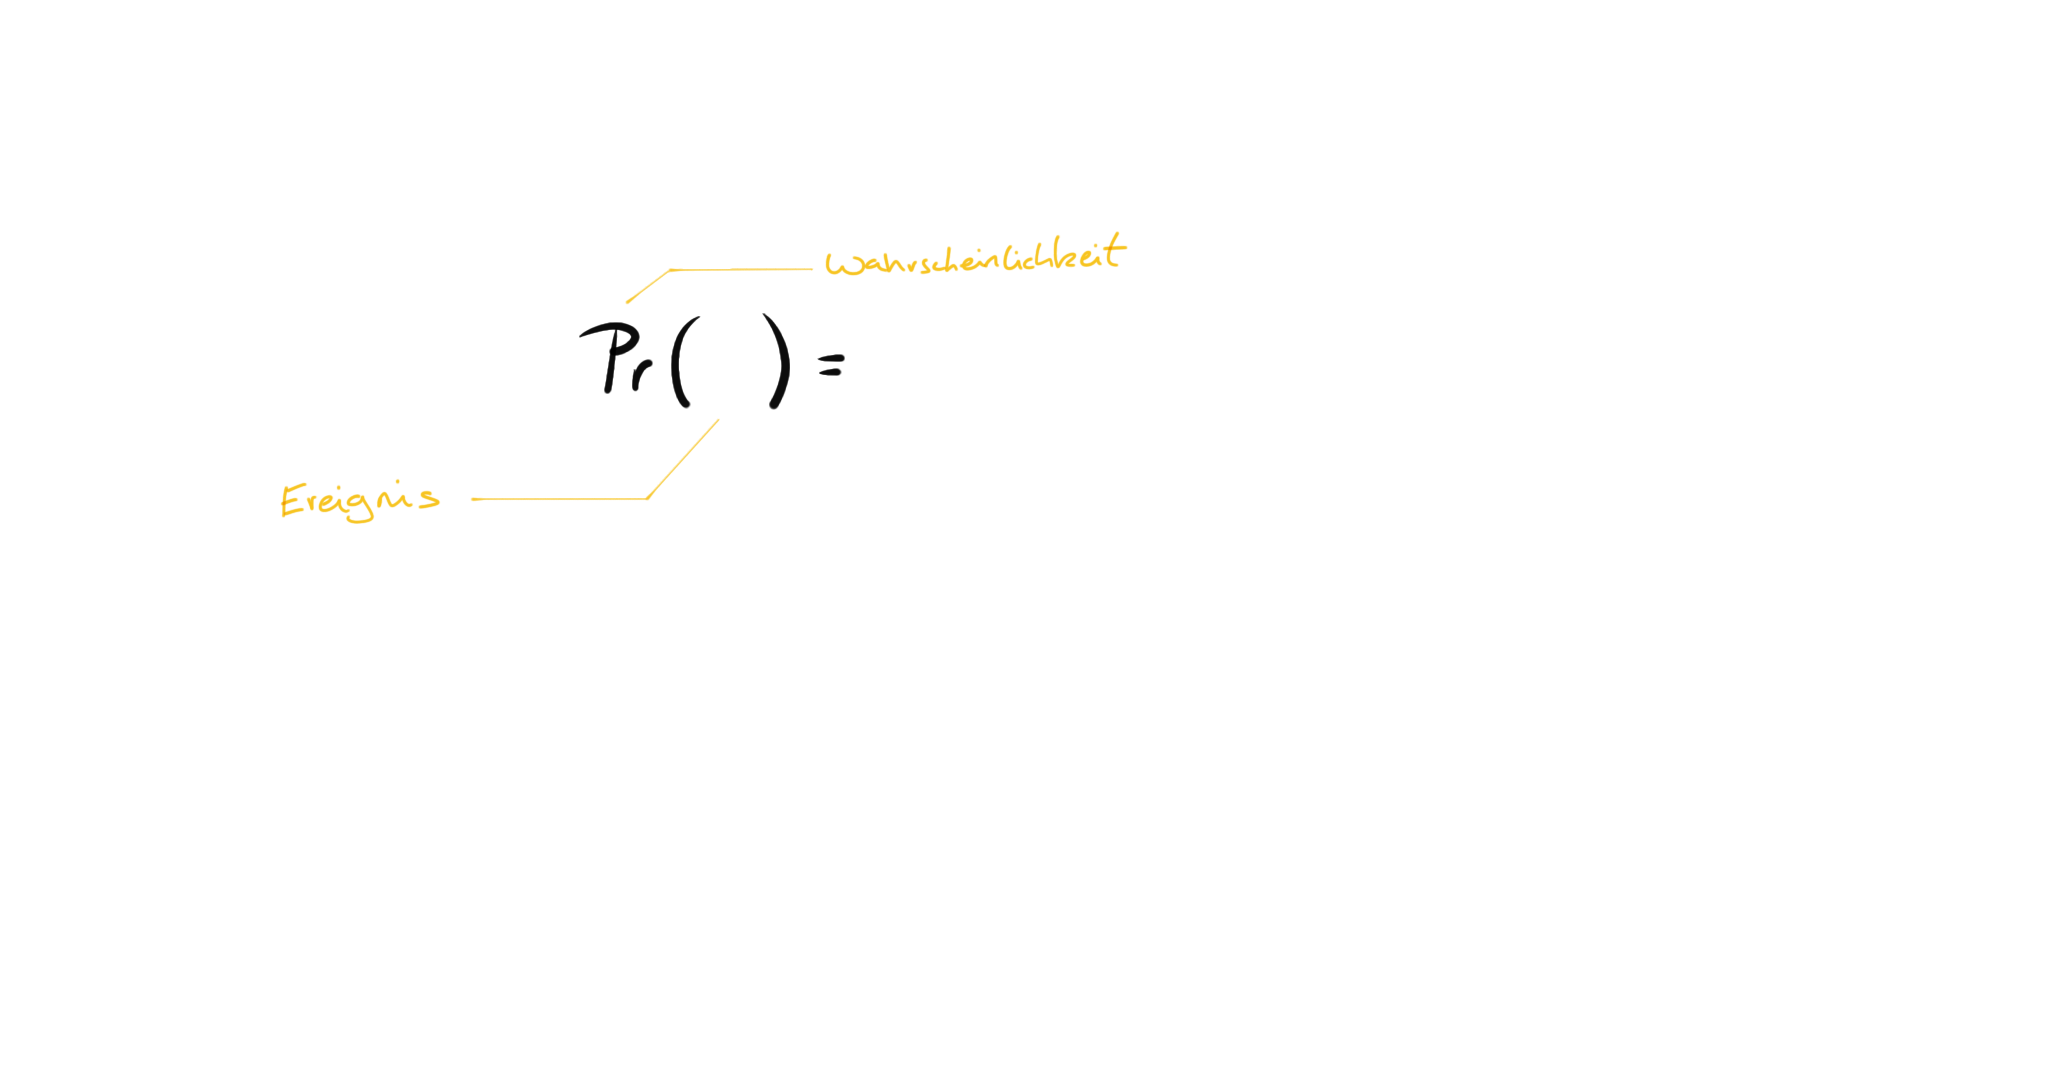 Wahrscheinlichkeit
Pr( ) =
Ereignis